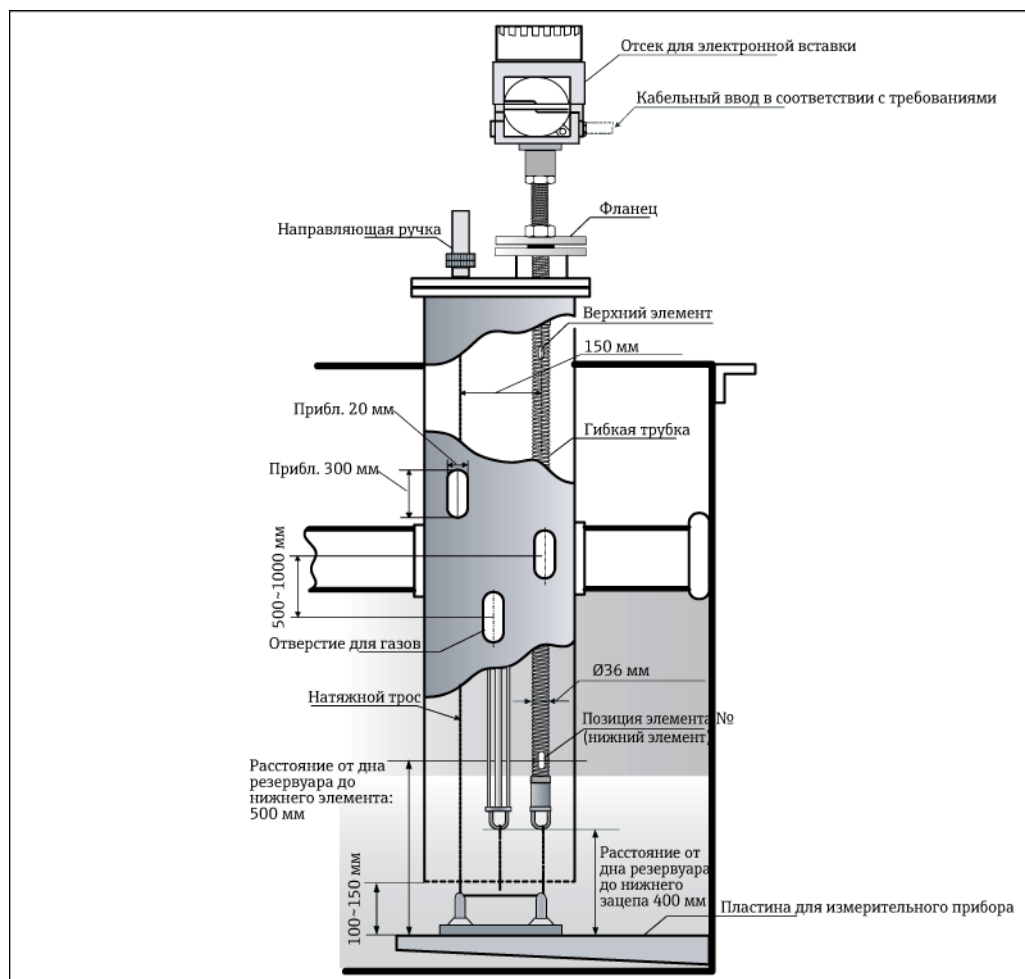 Отсек для электронной вставки
Кабельный ввод в соответствии с требованиями
Фланец
Направляющая ручка
Верхний элемент
150 мм
Прибл. 20 мм
Гибкая трубка
Прибл. 300 мм
500~1000 мм
Отверстие для газов
Ø36 мм
Натяжной трос
Позиция элемента №
(нижний элемент)
Расстояние от дна
резервуара до
нижнего элемента:
500 мм
Расстояние от
дна резервуара
до нижнего
зацепа 400 мм
100~150 мм
Пластина для измерительного прибора